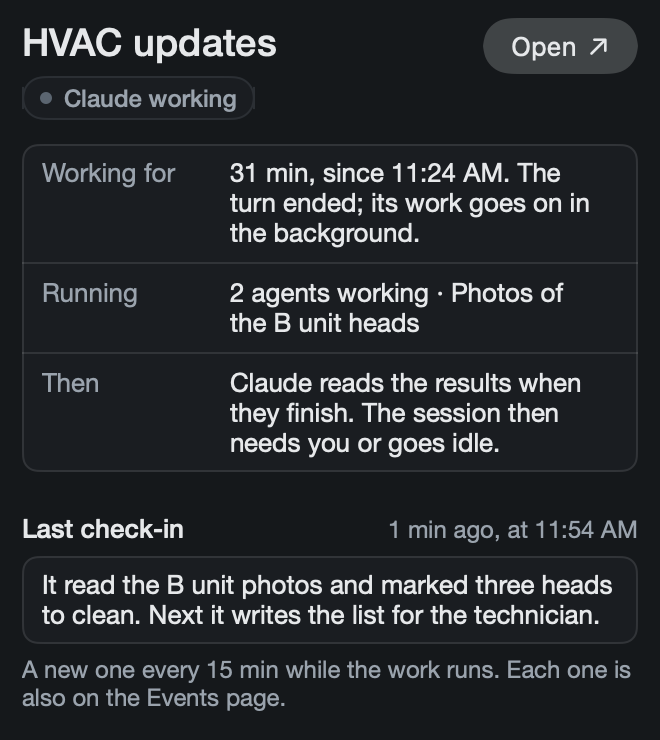 HVAC updates
Open ↗
Claude working
Working for
31 min, since 11:24 AM. The
turn ended; its work goes on in
the background.
Running
2 agents working · Photos of
the B unit heads
Then
Claude reads the results when
they finish. The session then
needs you or goes idle.
Last check-in
1 min ago, at 11:54 AM
It read the B unit photos and marked three heads
to clean. Next it writes the list for the technician.
A new one every 15 min while the work runs. Each one is
also on the Events page.